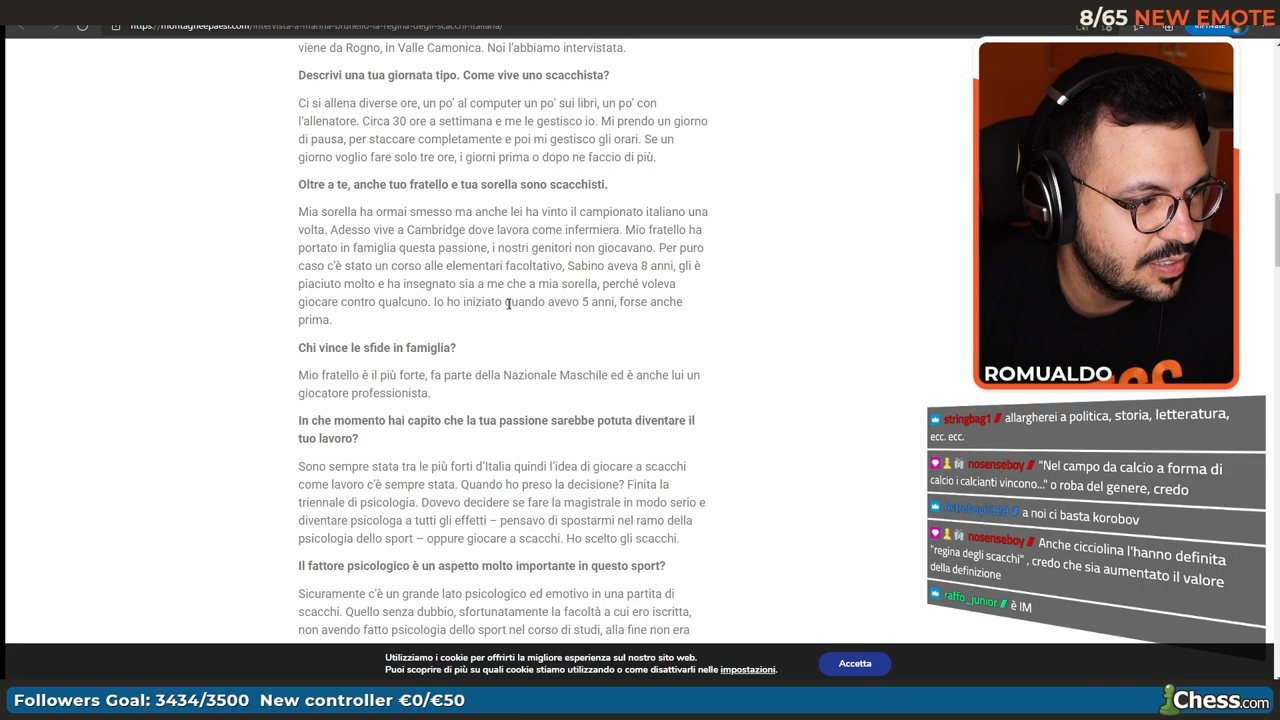 8/65 NEW EMOTE
https://montagneepaesi.com/intervista-a-marina-brunello-la-regina-degli-scacchi-italiana/
InPrivate
viene da Rogno, in Valle Camonica. Noi l'abbiamo intervistata.
Descrivi una tua giornata tipo. Come vive uno scacchista?
Ci si allena diverse ore, un po' al computer un po' sui libri, un po' con
l'allenatore. Circa 30 ore a settimana e me le gestisco io. Mi prendo un giorno
di pausa, per staccare completamente e poi mi gestisco gli orari. Se un
giorno voglio fare solo tre ore, i giorni prima o dopo ne faccio di più.
Oltre a te, anche tuo fratello e tua sorella sono scacchisti.
Mia sorella ha ormai smesso ma anche lei ha vinto il campionato italiano una
volta. Adesso vive a Cambridge dove lavora come infermiera. Mio fratello ha
portato in famiglia questa passione, i nostri genitori non giocavano. Per puro
caso c'è stato un corso alle elementari facoltativo, Sabino aveva 8 anni, gli è
piaciuto molto e ha insegnato sia a me che a mia sorella, perché voleva
giocare contro qualcuno. Io ho iniziato quando avevo 5 anni, forse anche
prima.
Chi vince le sfide in famiglia?
Mio fratello è il più forte, fa parte della Nazionale Maschile ed è anche lui un
giocatore professionista.
In che momento hai capito che la tua passione sarebbe potuta diventare il
tuo lavoro?
Sono sempre stata tra le più forti d'Italia quindi l'idea di giocare a scacchi
come lavoro c'è sempre stata. Quando ho preso la decisione? Finita la
triennale di psicologia. Dovevo decidere se fare la magistrale in modo serio e
diventare psicologa a tutti gli effetti – pensavo di spostarmi nel ramo della
psicologia dello sport – oppure giocare a scacchi. Ho scelto gli scacchi.
Il fattore psicologico è un aspetto molto importante in questo sport?
Sicuramente c'è un grande lato psicologico ed emotivo in una partita di
scacchi. Quello senza dubbio, sfortunatamente la facoltà a cui ero iscritta,
non avendo fatto psicologia dello sport nel corso di studi, alla fine non era
Utilizziamo i cookie per offrirti la migliore esperienza sul nostro sito web.
Puoi scoprire di più su quali cookie stiamo utilizzando o come disattivarli nelle impostazioni.
Accetta
ROMUALDO
stringbag1 allargherei a politica, storia, letteratura,
ecc. ecc.
nosenseboy "Nel campo da calcio a forma di
calcio i calcianti vincono..." o roba del genere, credo
a noi ci basta korobov
nosenseboy Anche cicciolina l'hanno definita
"regina degli scacchi" , credo che sia aumentato il valore
della definizione
raffo_junior è IM
Followers Goal: 3434/3500 New controller €0/€50
Chess.com